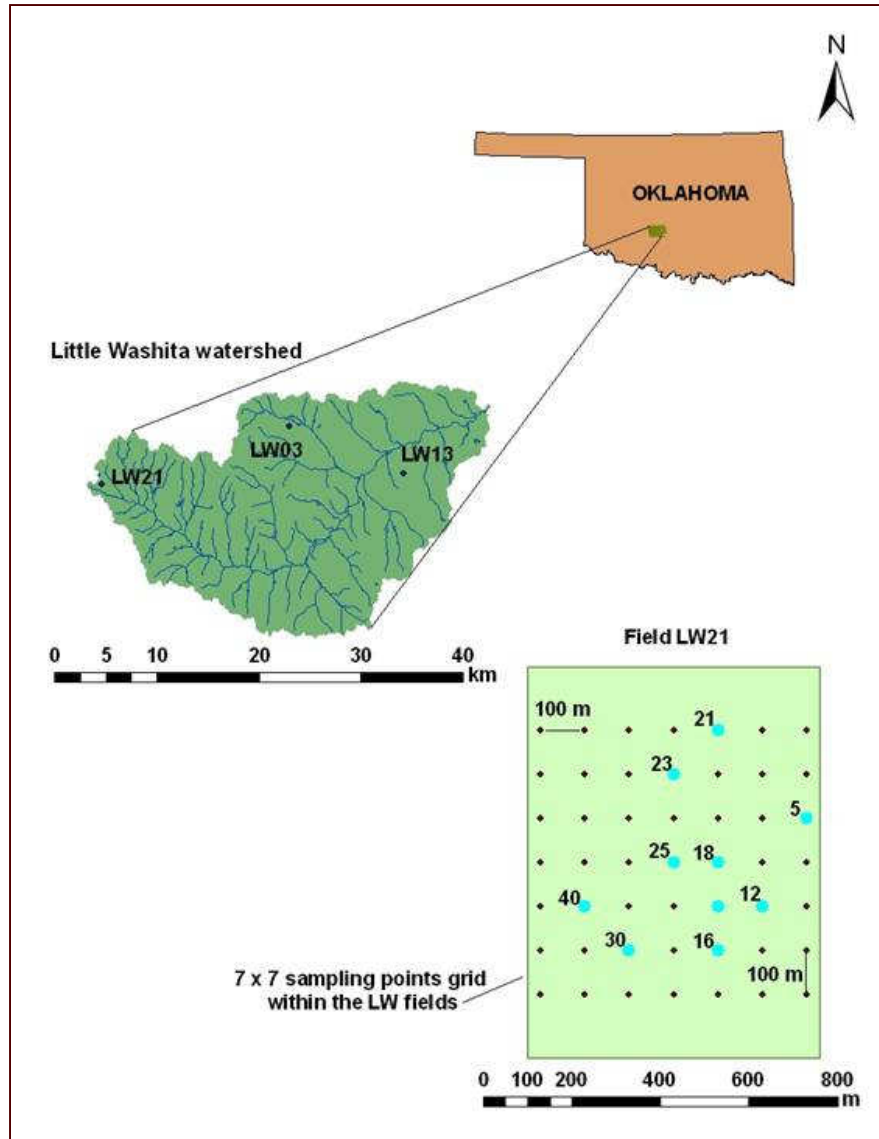 N
OKLAHOMA
Little Washita watershed
LW03
LW13
LW21
0 5 10 20 30 40
km
Field LW21
100 m
21
23
5
25 18
40 12
30 16
100 m
7 x 7 sampling points grid
within the LW fields
0 100 200 400 600 800
m